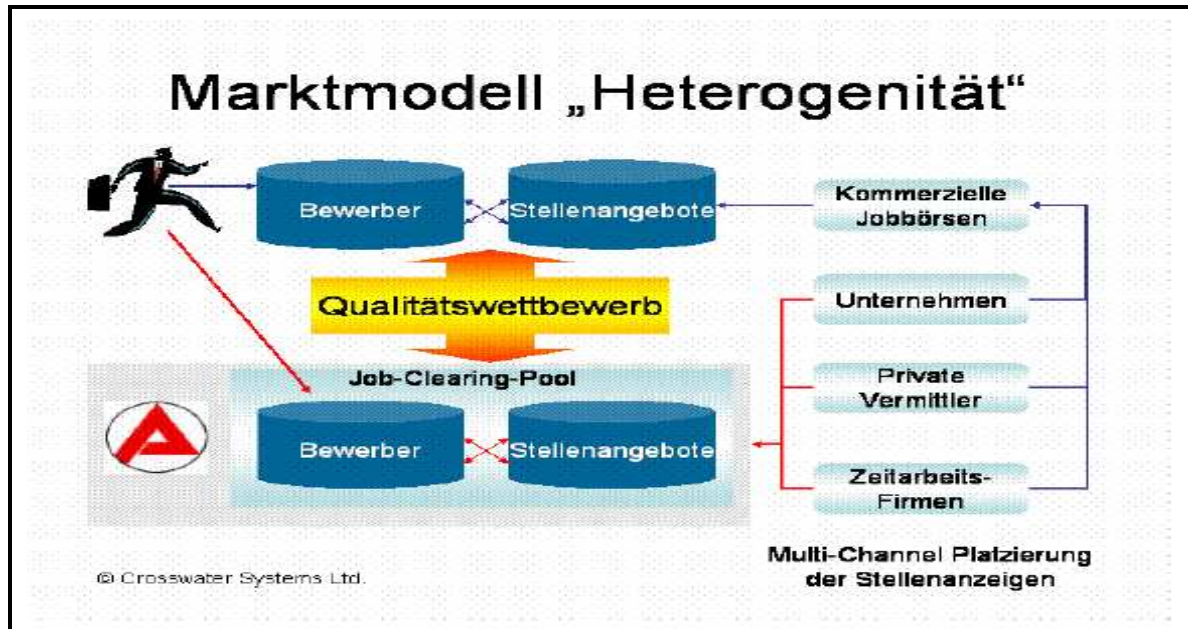 Marktmodell „Heterogenität“
Bewerber
Stellenangebote
Kommerzielle
Jobbörsen
Qualitätswettbewerb
Unternehmen
Job-Clearing-Pool
Private
Vermittler
Bewerber
Stellenangebote
Zeitarbeits-
Firmen
Multi-Channel Platzierung
der Stellenanzeigen
© Crosswater Systems Ltd.